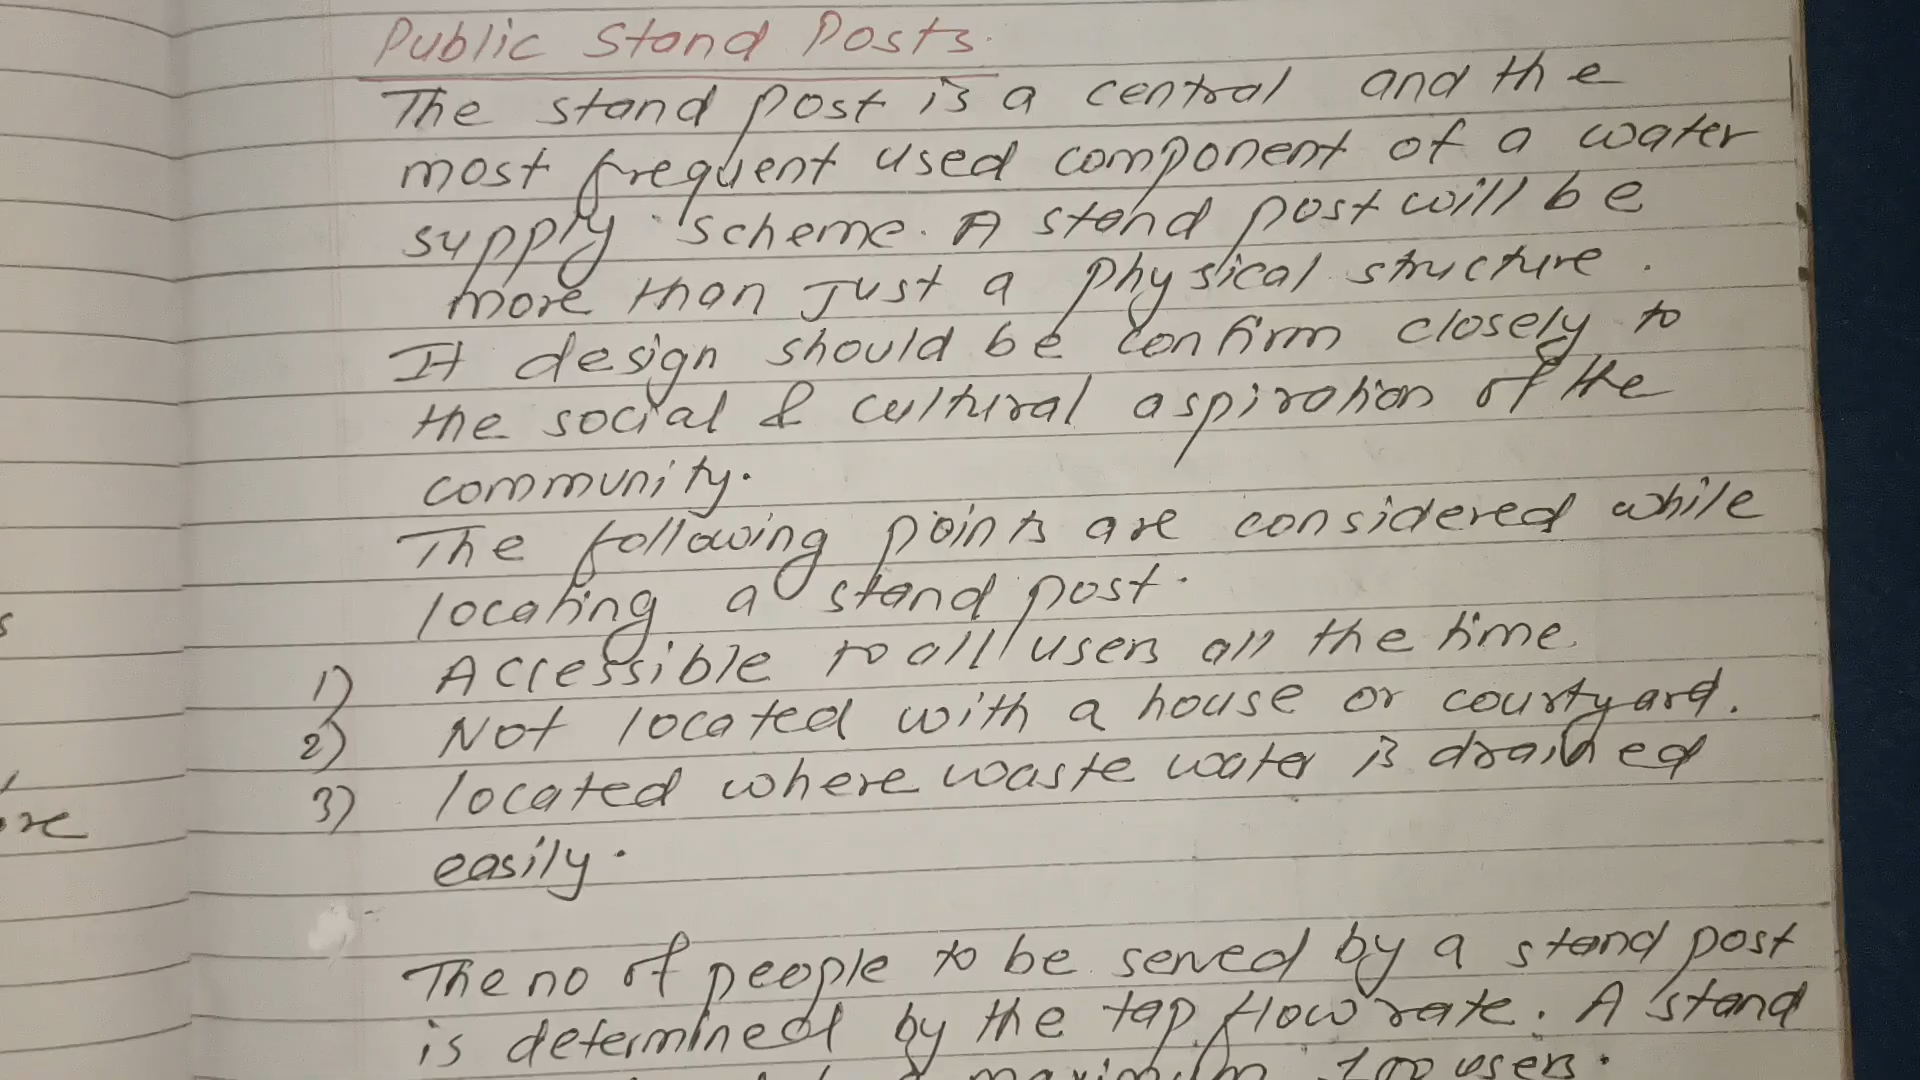 Public Stand Posts.
The stand post is a central and the
most frequent used component of a water
supply scheme. A stand post will be
more than Just a physical structure.
It design should be confirm closely to
the social & cultural aspiration of the
community.
The following points are considered while
locating a stand post.
1) Accessible to all users all the time.
2) Not located with a house or courtyard.
3) located where waste water is drained
easily.
The no of people to be served by a stand post
is determined by the tap flow rate. A stand
maximum 100 users.